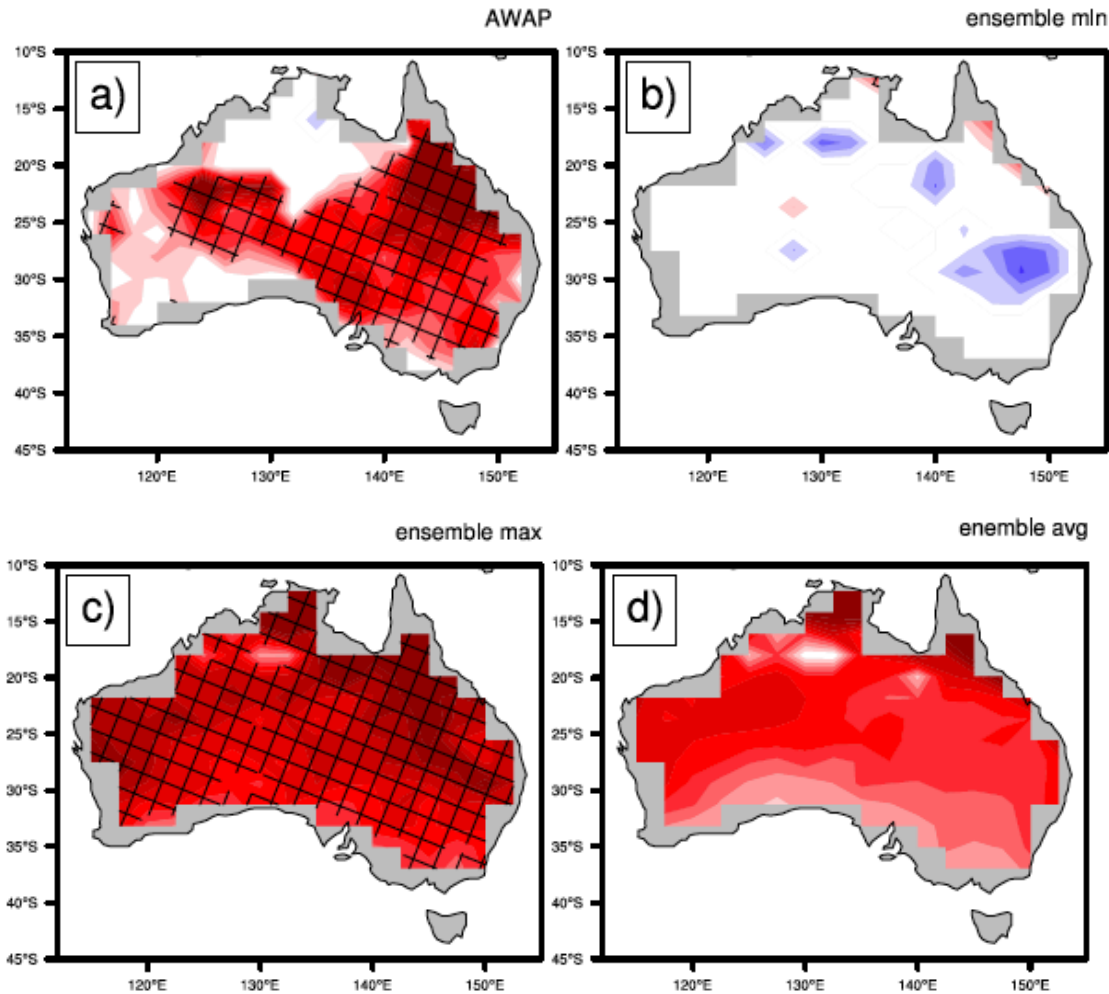 AWAP
ensemble mln
10°S
15°S
20°S
25°S
30°S
35°S
40°S
45°S
a)
120°E
130°E
140°E
150°E
10°S
15°S
20°S
25°S
30°S
35°S
40°S
45°S
b)
120°E
130°E
140°E
150°E
ensemble max
enemble avg
10°S
15°S
20°S
25°S
30°S
35°S
40°S
45°S
c)
120°E
130°E
140°E
150°E
10°S
15°S
20°S
25°S
30°S
35°S
40°S
45°S
d)
120°E
130°E
140°E
150°E